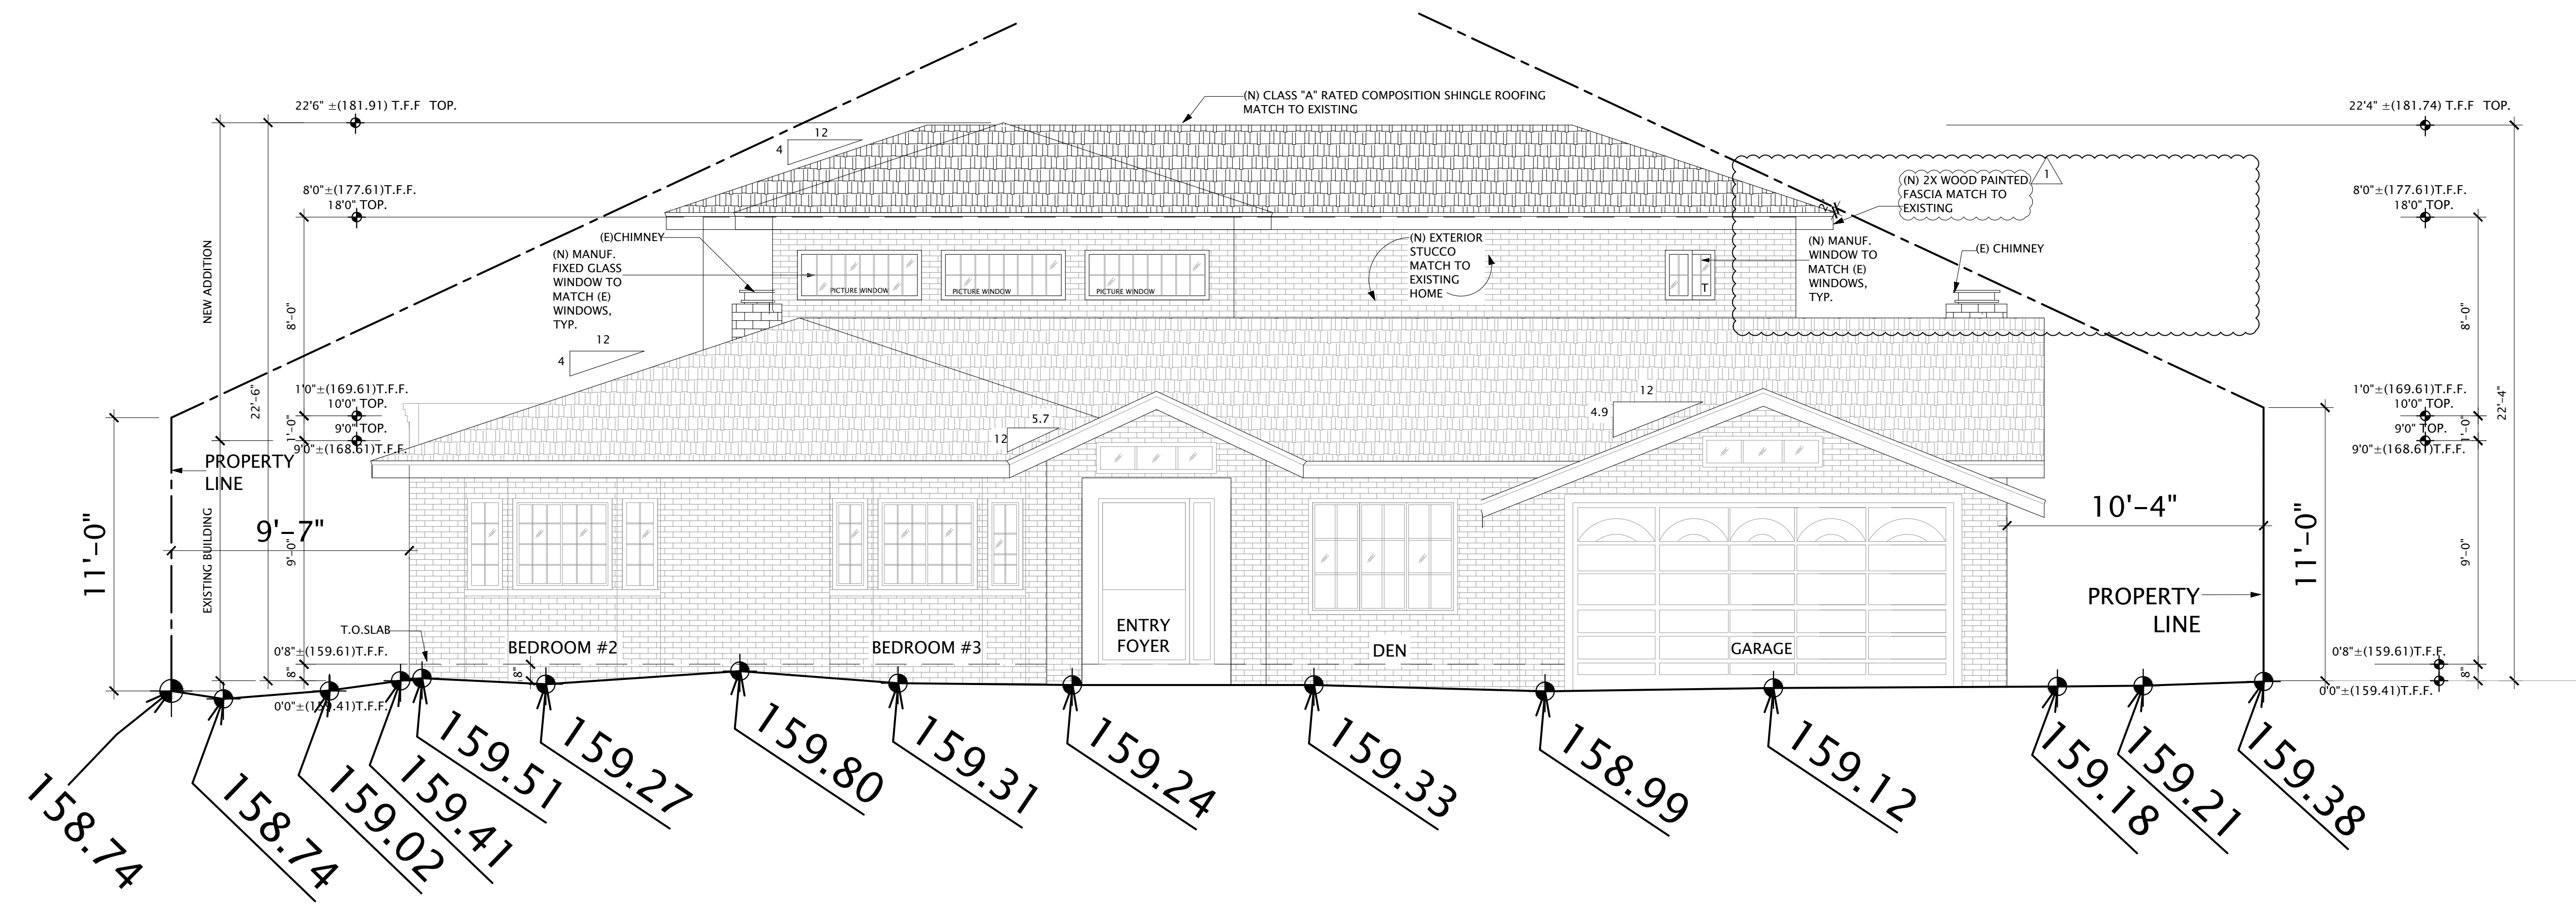 (N) CLASS "A" RATED COMPOSITION SHINGLE ROOFING
MATCH TO EXISTING
22'6" ±(181.91) T.F.F TOP.
22'4" ±(181.74) T.F.F TOP.
12
4
8'0"±(177.61)T.F.F.
18'0" TOP.
(N) 2X WOOD PAINTED
FASCIA MATCH TO
EXISTING
1
8'0"±(177.61)T.F.F.
18'0" TOP.
(E)CHIMNEY
(N) MANUF.
FIXED GLASS
WINDOW TO
MATCH (E)
WINDOWS,
TYP.
PICTURE WINDOW
PICTURE WINDOW
PICTURE WINDOW
(N) EXTERIOR
STUCCO
MATCH TO
EXISTING
HOME
T
(N) MANUF.
WINDOW TO
MATCH (E)
WINDOWS,
TYP.
(E) CHIMNEY
NEW ADDITION
8'-0"
8'-0"
12
4
22'-6"
22'-4"
1'0"±(169.61)T.F.F.
10'0" TOP.
1'-0"
9'0" TOP.
9'0"±(168.61)T.F.F.
5.7
12
12
4.9
1'0"±(169.61)T.F.F.
10'0" TOP.
1'-0"
9'0" TOP.
9'0"±(168.61)T.F.F.
PROPERTY
LINE
11'-0"
9'-7"
EXISTING BUILDING
9'-0"
10'-4"
11'-0"
9'-0"
PROPERTY
LINE
T.O.SLAB
0'8"±(159.61)T.F.F.
8"
8"
BEDROOM #2
BEDROOM #3
ENTRY
FOYER
DEN
GARAGE
0'8"±(159.61)T.F.F.
8"
0'0"±(159.41)T.F.F.
0'0"±(159.41)T.F.F.
158.74
158.74
159.02
159.41
159.51
159.27
159.80
159.31
159.24
159.33
158.99
159.12
159.18
159.21
159.38